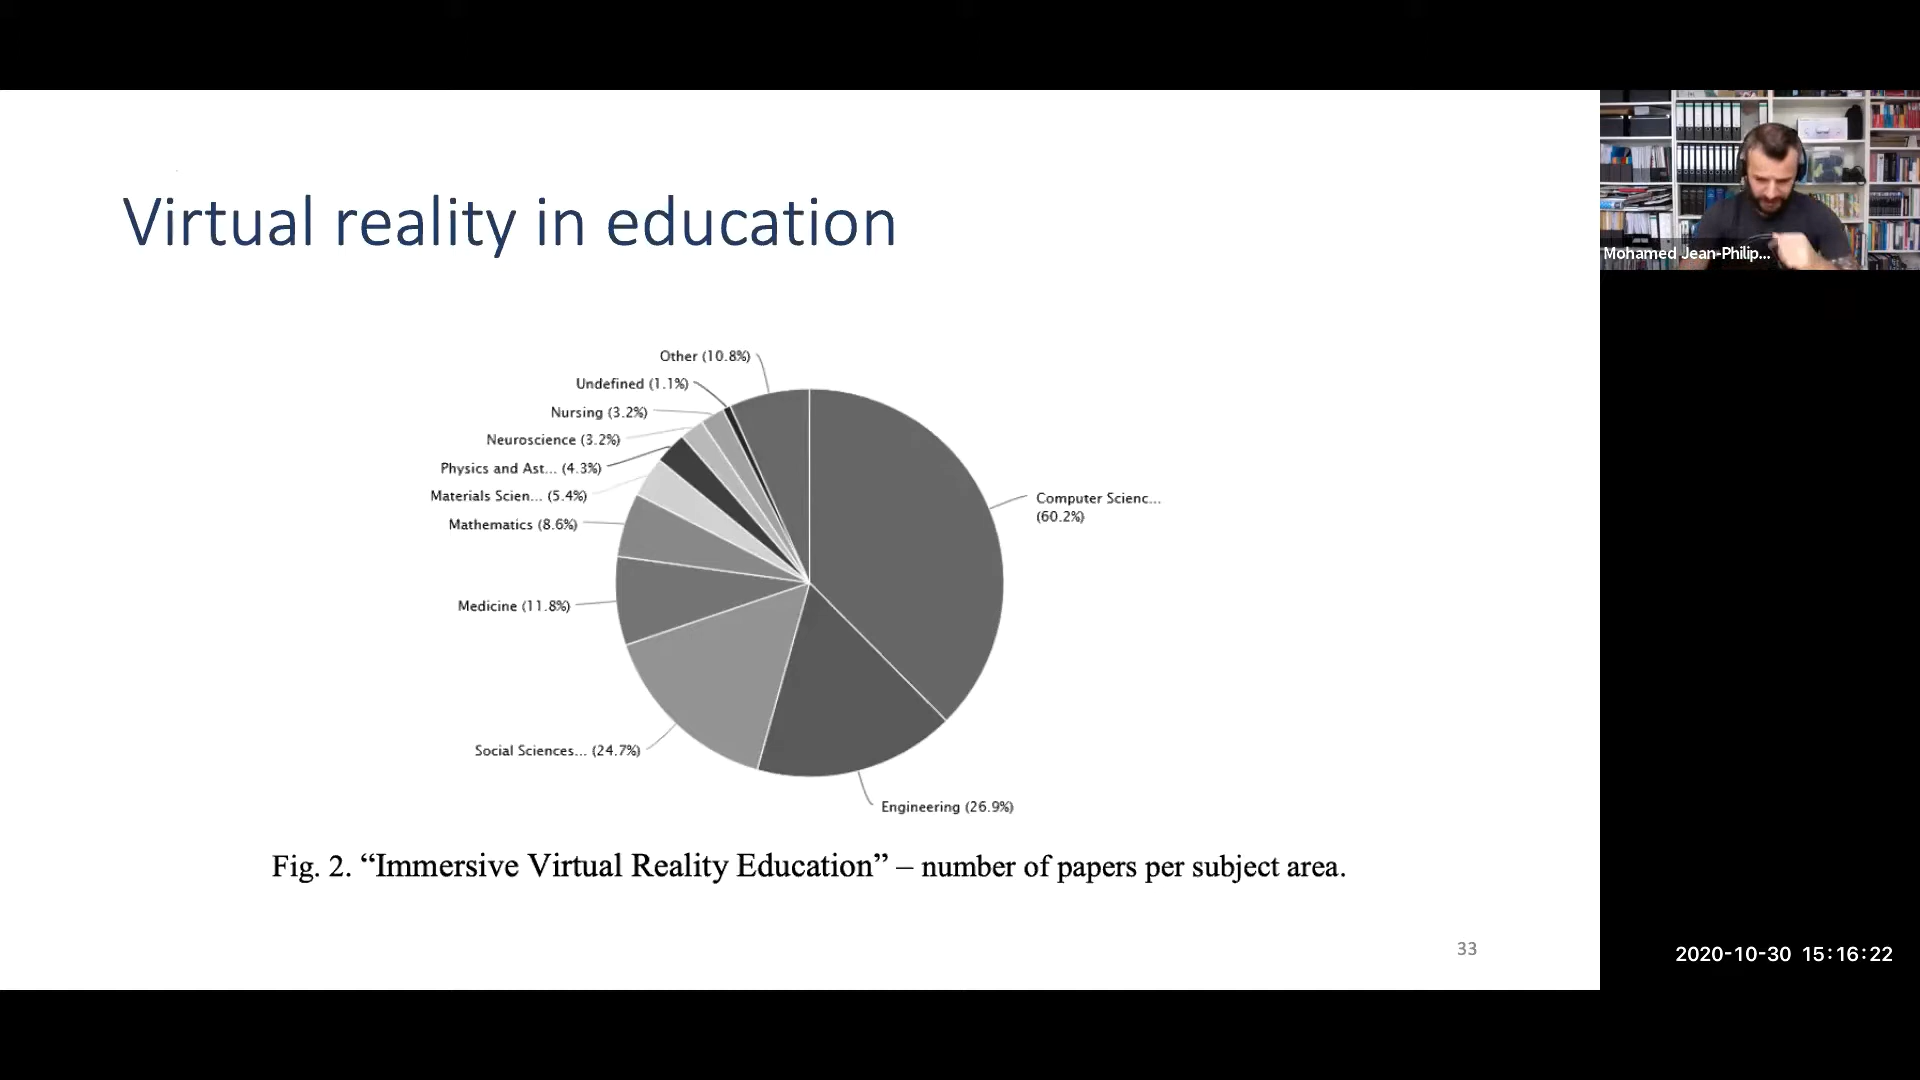 Virtual reality in education
Mohamed Jean-Philip...
Other (10.8%)
Undefined (1.1%)
Nursing (3.2%)
Neuroscience (3.2%)
Physics and Ast... (4.3%)
Materials Scien... (5.4%)
Mathematics (8.6%)
Medicine (11.8%)
Social Sciences... (24.7%)
Computer Scienc...
(60.2%)
Engineering (26.9%)
Fig. 2. “Immersive Virtual Reality Education” – number of papers per subject area.
33
2020-10-30 15:16:22